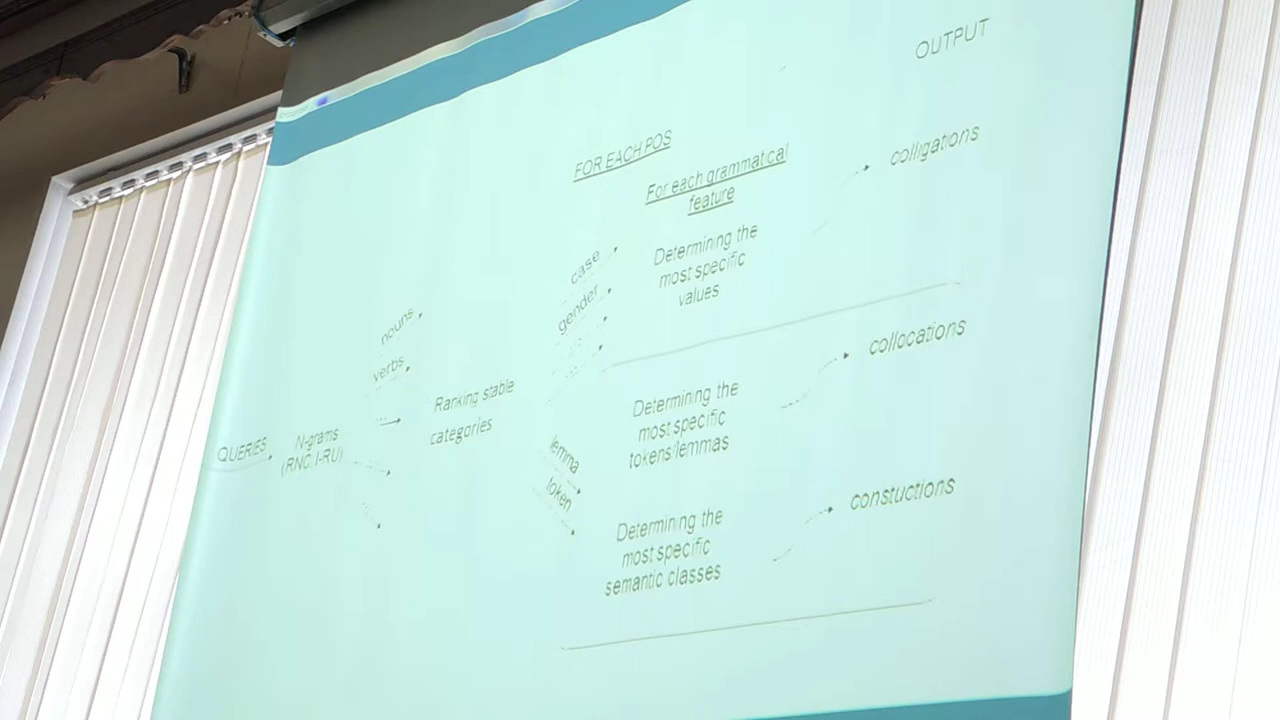 OUTPUT
FOR EACH POS
For each grammatical
feature
colligations
case
gender
Determining the
most specific
values
nouns
verbs
collocations
Ranking stable
categories
Determining the
most specific
tokens/lemmas
QUERIES
N-grams
(RNC, I-RU)
lemma
token
constuctions
Determining the
most specific
semantic classes